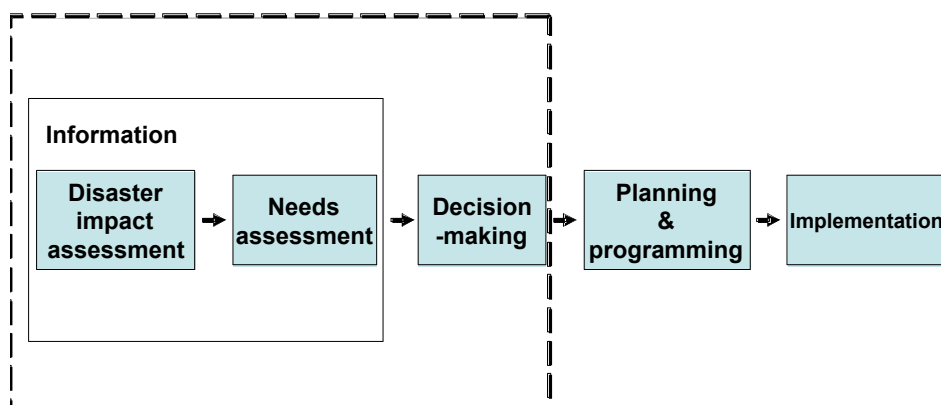 Information
Disaster
impact
assessment
Needs
assessment
Decision
-making
Planning
&
programming
Implementation